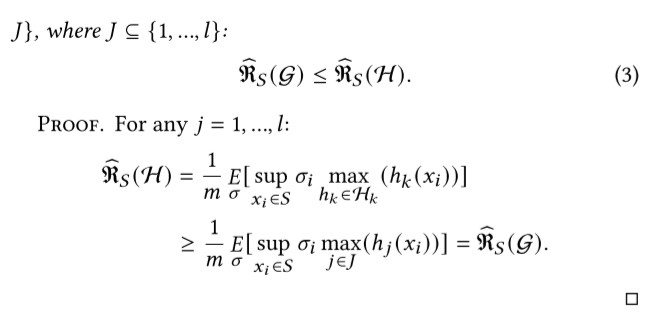 J}, where J ⊆ {1, ..., l}:
ℜ̂_S(𝒢) ≤ ℜ̂_S(ℋ). (3)
Proof. For any j = 1, ..., l:
ℜ̂_S(ℋ) = 1/m E_σ[ sup_{x_i∈S} σ_i max_{h_k∈ℋ_k} (h_k(x_i))]
≥ 1/m E_σ[ sup_{x_i∈S} σ_i max_{j∈J}(h_j(x_i))] = ℜ̂_S(𝒢).
□